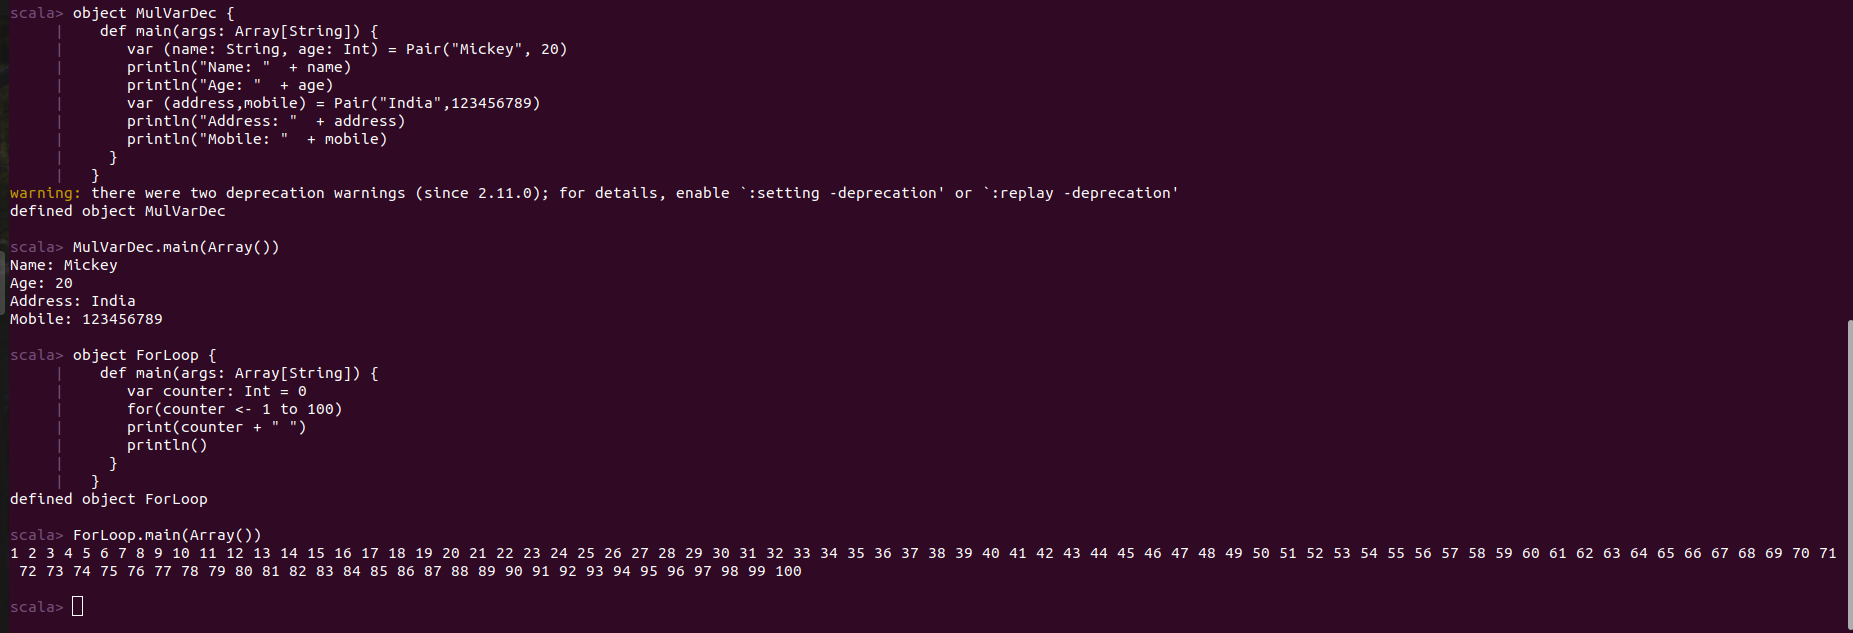 scala> object MulVarDec {
     |    def main(args: Array[String]) {
     |       var (name: String, age: Int) = Pair("Mickey", 20)
     |       println("Name: "  + name)
     |       println("Age: "  + age)
     |       var (address,mobile) = Pair("India",123456789)
     |       println("Address: "  + address)
     |       println("Mobile: "  + mobile)
     |     }
     |   }
warning: there were two deprecation warnings (since 2.11.0); for details, enable `:setting -deprecation' or `:replay -deprecation'
defined object MulVarDec

scala> MulVarDec.main(Array())
Name: Mickey
Age: 20
Address: India
Mobile: 123456789

scala> object ForLoop {
     |    def main(args: Array[String]) {
     |       var counter: Int = 0
     |       for(counter <- 1 to 100)
     |       print(counter + " ")
     |       println()
     |     }
     |   }
defined object ForLoop

scala> ForLoop.main(Array())
1 2 3 4 5 6 7 8 9 10 11 12 13 14 15 16 17 18 19 20 21 22 23 24 25 26 27 28 29 30 31 32 33 34 35 36 37 38 39 40 41 42 43 44 45 46 47 48 49 50 51 52 53 54 55 56 57 58 59 60 61 62 63 64 65 66 67 68 69 70 71
 72 73 74 75 76 77 78 79 80 81 82 83 84 85 86 87 88 89 90 91 92 93 94 95 96 97 98 99 100

scala>